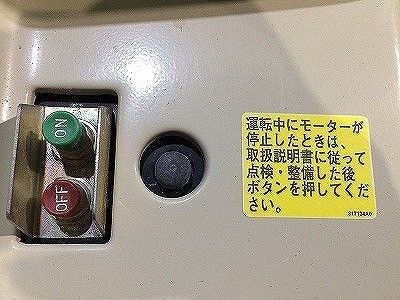 ON
OFF
運転中にモーターが
停止したときは、
取扱説明書に従って
点検・整備した後
ボタンを押してくだ
さい。
317124A0